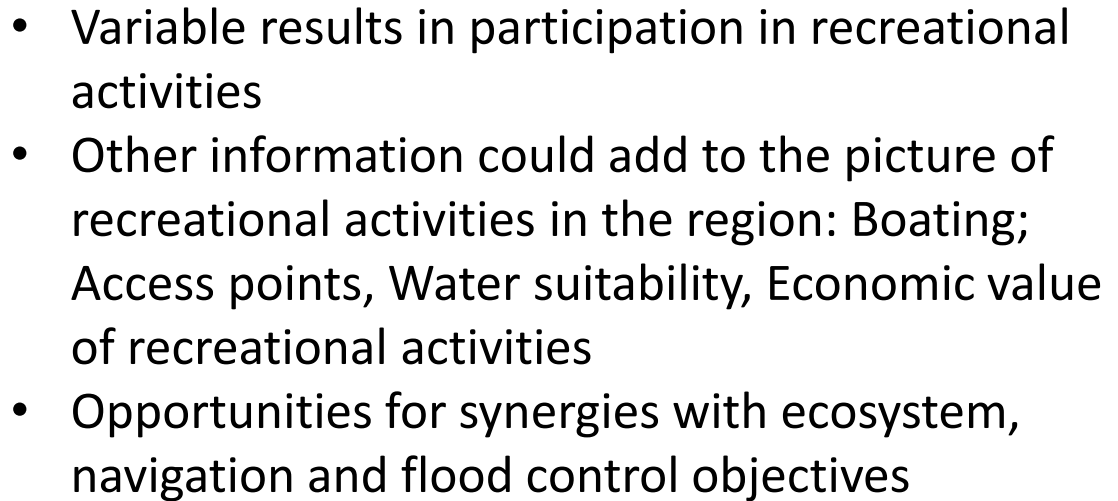 • Variable results in participation in recreational
activities
• Other information could add to the picture of
recreational activities in the region: Boating;
Access points, Water suitability, Economic value
of recreational activities
• Opportunities for synergies with ecosystem,
navigation and flood control objectives